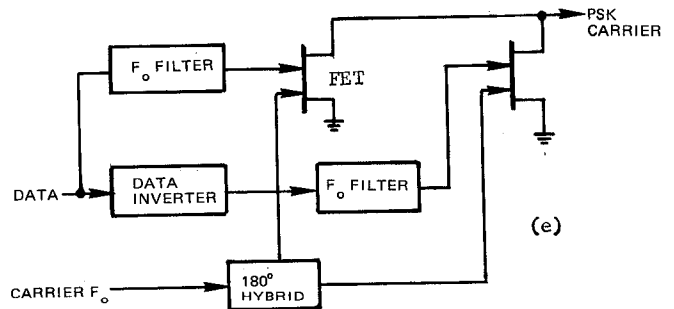 PSK
CARRIER
F₀ FILTER
FET
DATA
DATA
INVERTER
F₀ FILTER
(e)
CARRIER F₀
180°
HYBRID